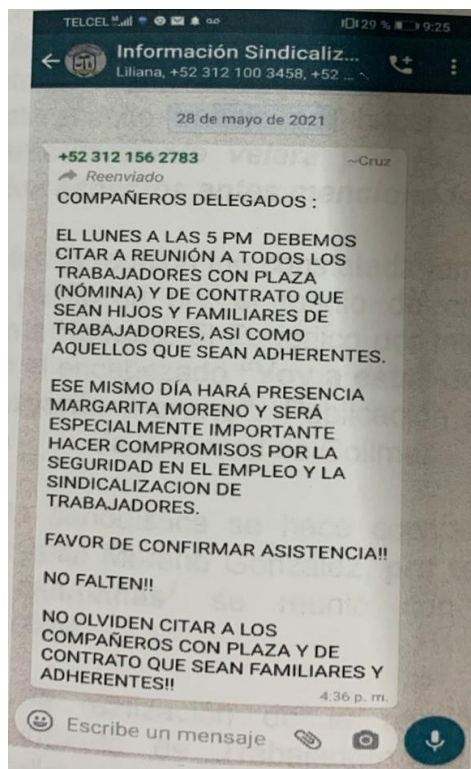 TELCEL 29 % 9:25
Información Sindicaliz...
Liliana, +52 312 100 3458, +52 ...
28 de mayo de 2021
+52 312 156 2783 ~Cruz
Reenviado
COMPAÑEROS DELEGADOS :
EL LUNES A LAS 5 PM DEBEMOS
CITAR A REUNIÓN A TODOS LOS
TRABAJADORES CON PLAZA
(NÓMINA) Y DE CONTRATO QUE
SEAN HIJOS Y FAMILIARES DE
TRABAJADORES, ASI COMO
AQUELLOS QUE SEAN ADHERENTES.
ESE MISMO DÍA HARÁ PRESENCIA
MARGARITA MORENO Y SERÁ
ESPECIALMENTE IMPORTANTE
HACER COMPROMISOS POR LA
SEGURIDAD EN EL EMPLEO Y LA
SINDICALIZACION DE
TRABAJADORES.
FAVOR DE CONFIRMAR ASISTENCIA!!
NO FALTEN!!
NO OLVIDEN CITAR A LOS
COMPAÑEROS CON PLAZA Y DE
CONTRATO QUE SEAN FAMILIARES Y
ADHERENTES!!
4:36 p. m.
Escribe un mensaje